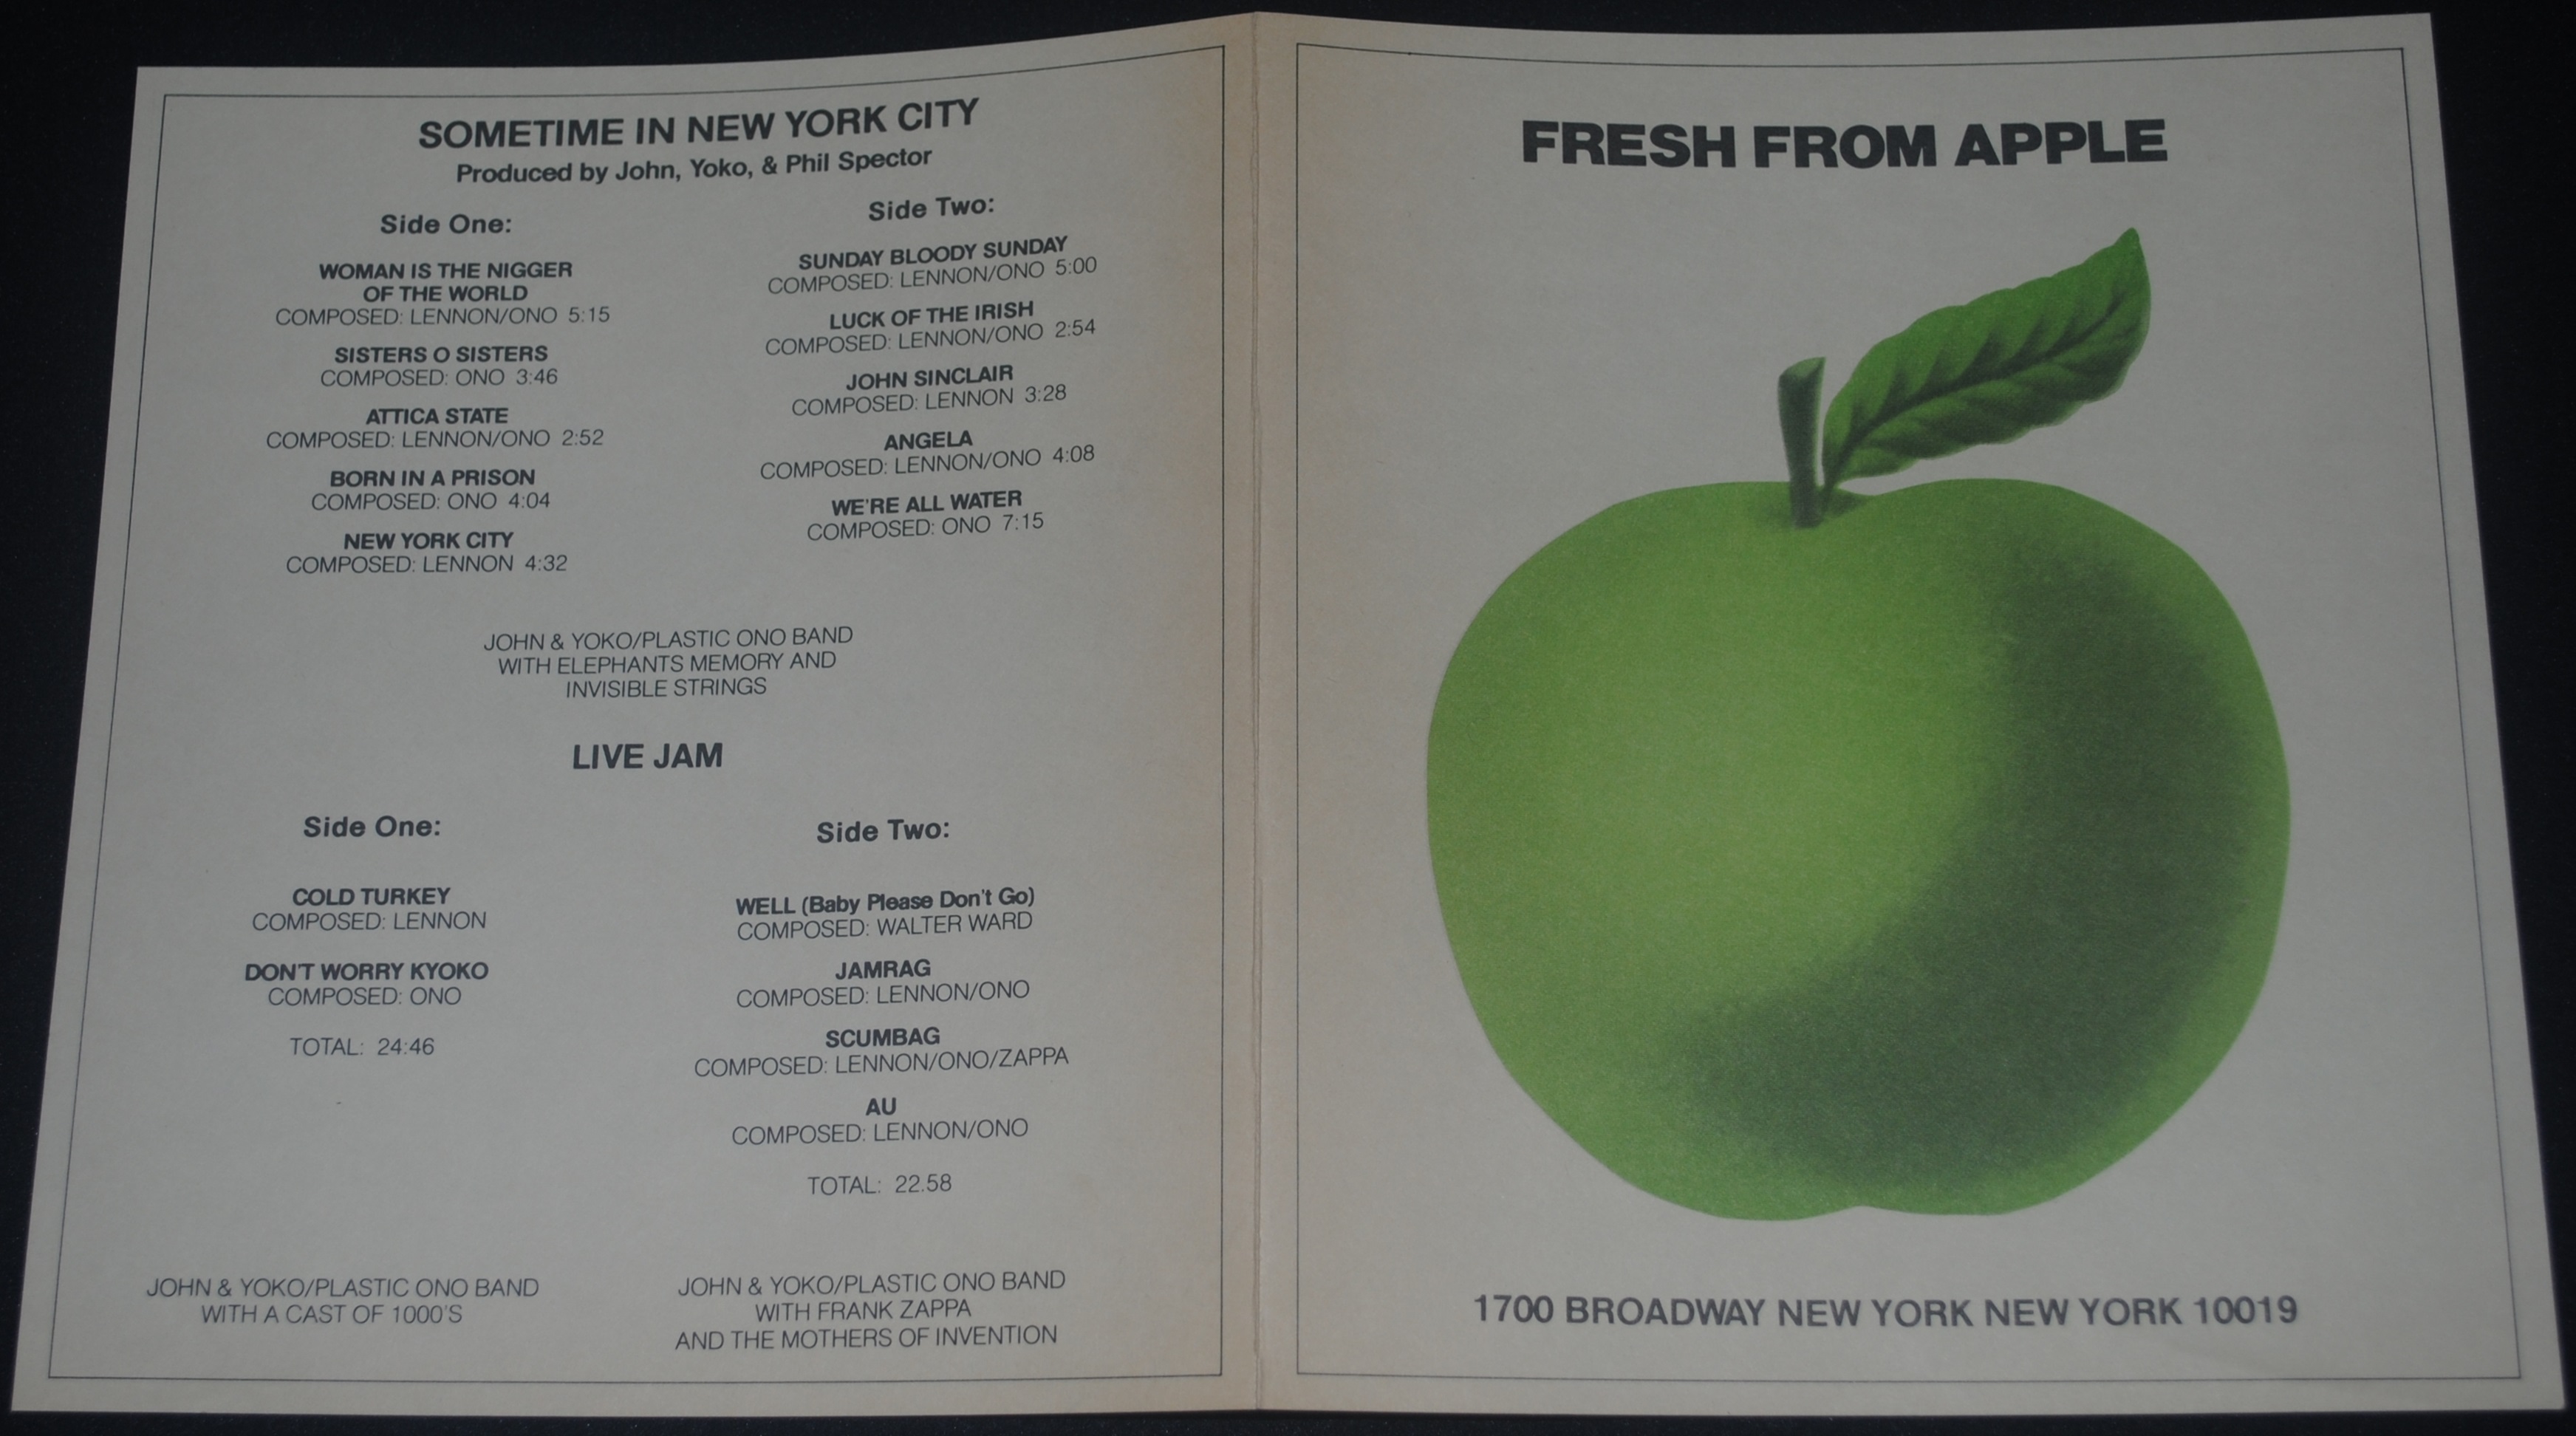 SOMETIME IN NEW YORK CITY
Produced by John, Yoko, & Phil Spector
Side One:
WOMAN IS THE NIGGER
OF THE WORLD
COMPOSED: LENNON/ONO 5:15
SISTERS O SISTERS
COMPOSED: ONO 3:46
ATTICA STATE
COMPOSED: LENNON/ONO 2:52
BORN IN A PRISON
COMPOSED: ONO 4:04
NEW YORK CITY
COMPOSED: LENNON 4:32
Side Two:
SUNDAY BLOODY SUNDAY
COMPOSED: LENNON/ONO 5:00
LUCK OF THE IRISH
COMPOSED: LENNON/ONO 2:54
JOHN SINCLAIR
COMPOSED: LENNON 3:28
ANGELA
COMPOSED: LENNON/ONO 4:08
WE'RE ALL WATER
COMPOSED: ONO 7:15
JOHN & YOKO/PLASTIC ONO BAND
WITH ELEPHANTS MEMORY AND
INVISIBLE STRINGS
LIVE JAM
Side One:
COLD TURKEY
COMPOSED: LENNON
DON'T WORRY KYOKO
COMPOSED: ONO
TOTAL: 24:46
JOHN & YOKO/PLASTIC ONO BAND
WITH A CAST OF 1000'S
Side Two:
WELL (Baby Please Don't Go)
COMPOSED: WALTER WARD
JAMRAG
COMPOSED: LENNON/ONO
SCUMBAG
COMPOSED: LENNON/ONO/ZAPPA
AU
COMPOSED: LENNON/ONO
TOTAL: 22.58
JOHN & YOKO/PLASTIC ONO BAND
WITH FRANK ZAPPA
AND THE MOTHERS OF INVENTION
FRESH FROM APPLE
1700 BROADWAY NEW YORK NEW YORK 10019